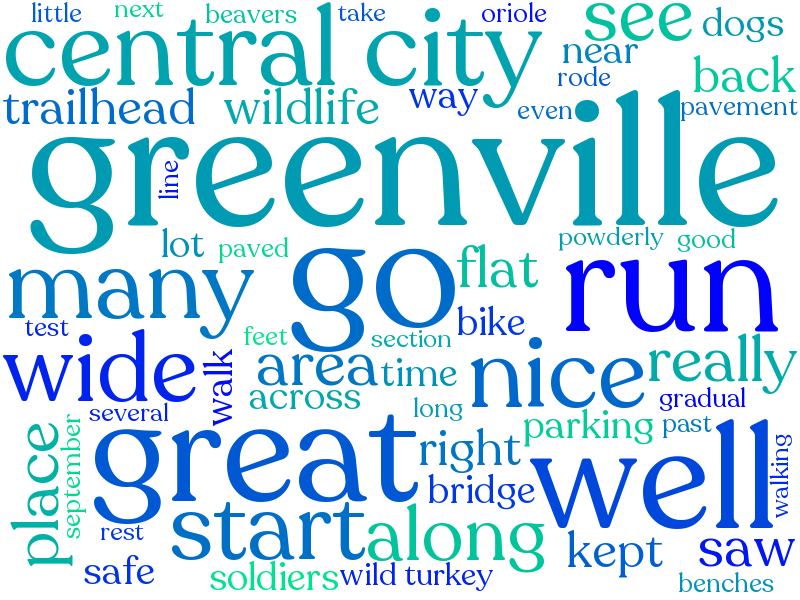 little next beavers take oriole see dogs
central city near rode back
trailhead wildlife way even pavement
greenville
line
lot paved powderly good
many go flat run
test feet section bike
wide walk area time nice really
across long gradual
several
place september great right parking past
bridge well walking
rest start along kept saw
safe soldiers wild turkey benches